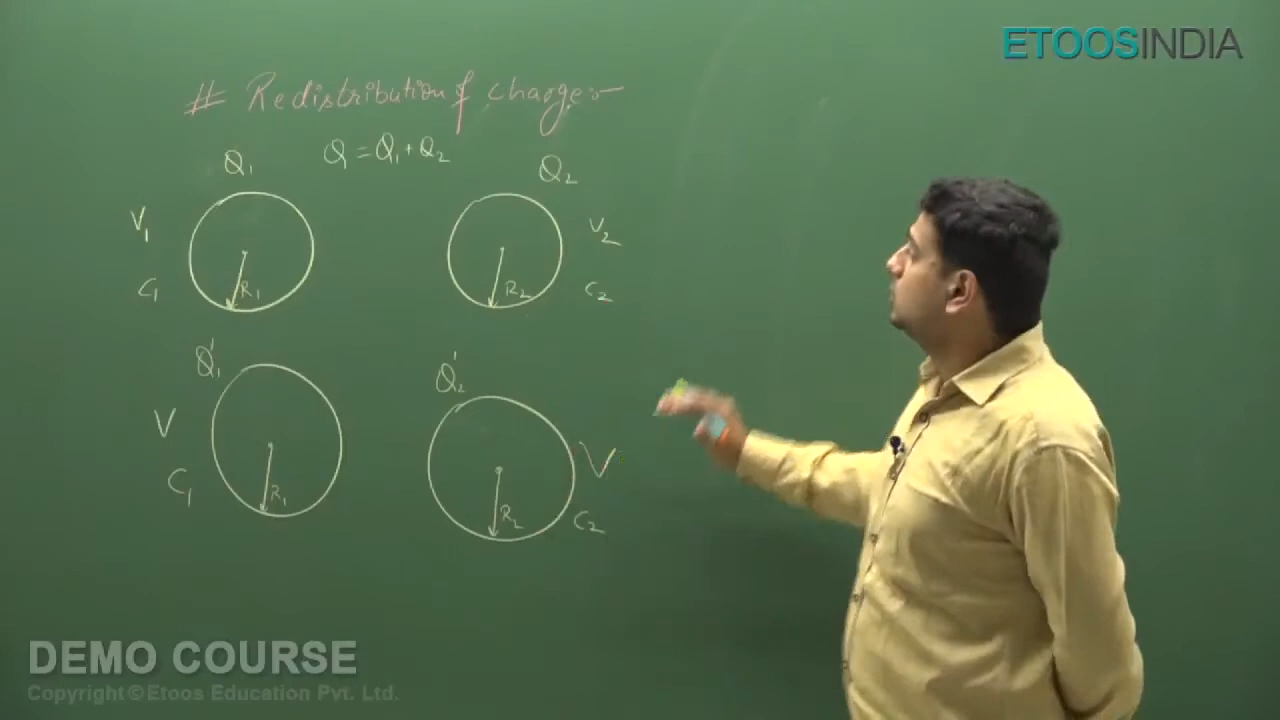 ETOOSINDIA
# Redistribution of charge :-
Q₁ Q = Q₁ + Q₂ Q₂
V₁ V₂
C₁ R₁ R₂ C₂
Q₁' Q₂'
V V
C₁ R₁ R₂ C₂
DEMO COURSE
Copyright © Etoos Education Pvt. Ltd.